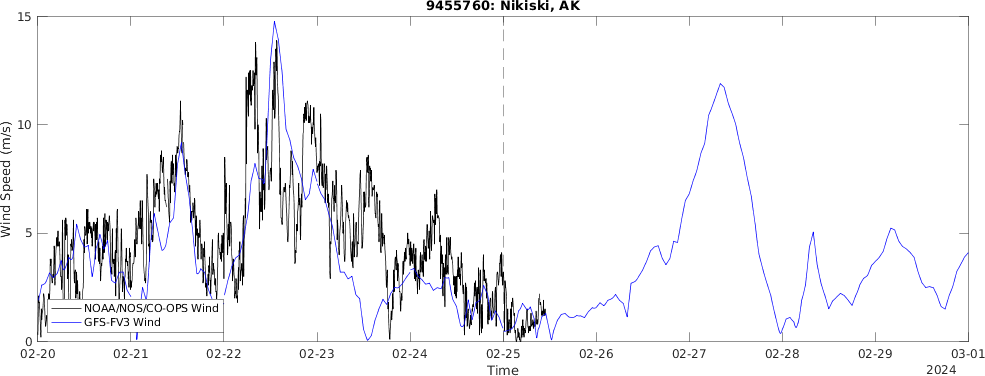 9455760: Nikiski, AK
15
10
5
0
Wind Speed (m/s)
NOAA/NOS/CO-OPS Wind
GFS-FV3 Wind
02-20 02-21 02-22 02-23 02-24 02-25 02-26 02-27 02-28 02-29 03-01
Time
2024